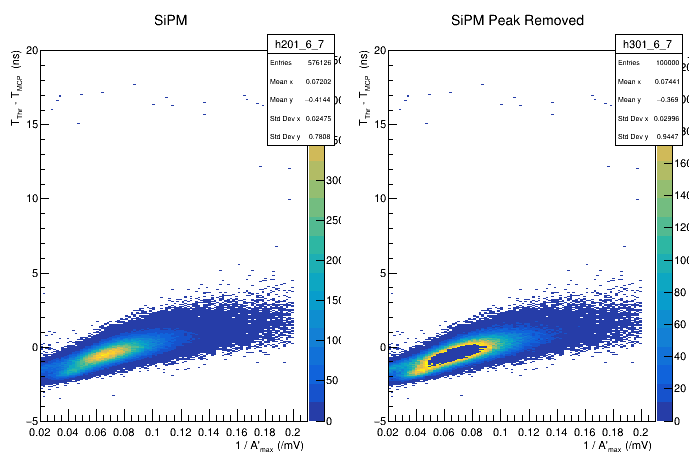 SiPM
h201_6_7
Entries 576126
Mean x 0.07202
Mean y −0.4144
Std Dev x 0.02475
Std Dev y 0.7808
T_Thr - T_MCP (ns)
20
15
10
5
0
−5
0.02 0.04 0.06 0.08 0.1 0.12 0.14 0.16 0.18 0.2
1 / A'_max (/mV)
300
250
200
150
100
50
0
SiPM Peak Removed
h301_6_7
Entries 100000
Mean x 0.07441
Mean y −0.369
Std Dev x 0.02996
Std Dev y 0.9447
T_Thr - T_MCP (ns)
20
15
10
5
0
−5
0.02 0.04 0.06 0.08 0.1 0.12 0.14 0.16 0.18 0.2
1 / A'_max (/mV)
160
140
120
100
80
60
40
20
0